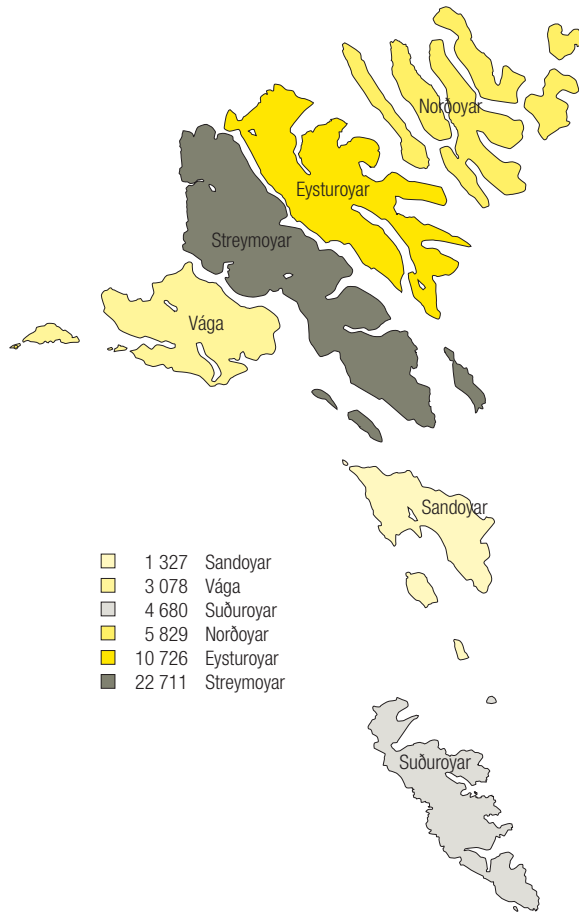 Norðoyar
Eysturoyar
Streymoyar
Vága
Sandoyar
1 327 Sandoyar
3 078 Vága
4 680 Suðuroyar
5 829 Norðoyar
10 726 Eysturoyar
22 711 Streymoyar
Suðuroyar